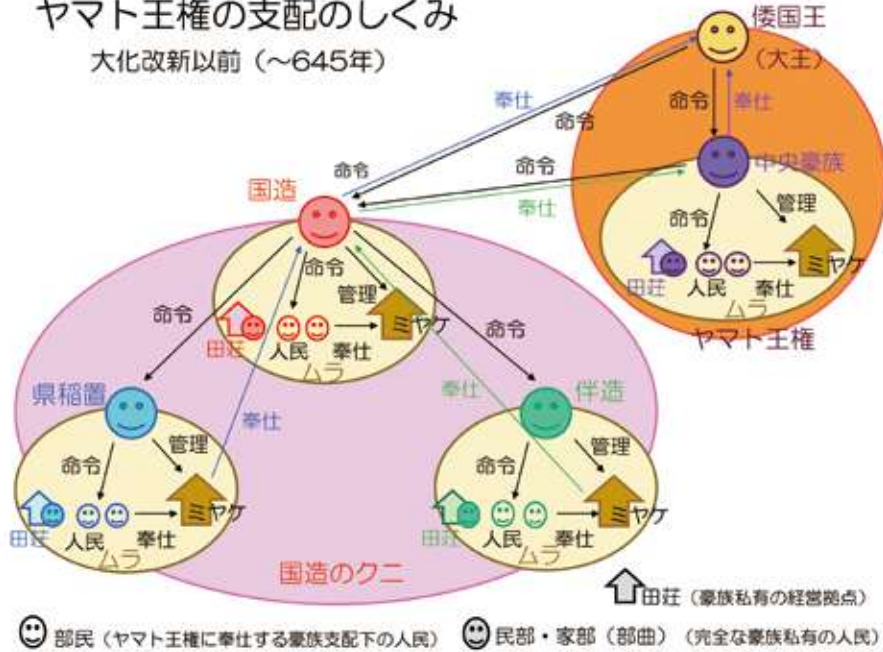 ヤマト王権の支配のしくみ
大化改新以前（～645年）
倭国王
（大王）
奉仕
命令
命令
奉仕
中央豪族
命令
奉仕
命令
管理
田荘
人民
奉仕
ミヤケ
ムラ
ヤマト王権
命令
国造
命令
管理
田荘
人民
奉仕
ミヤケ
ムラ
命令
命令
県稲置
奉仕
命令
管理
田荘
人民
奉仕
ミヤケ
ムラ
奉仕
伴造
命令
管理
田荘
人民
奉仕
ミヤケ
ムラ
国造のクニ
田荘（豪族私有の経営拠点）
部民（ヤマト王権に奉仕する豪族支配下の人民）
民部・家部（部曲）（完全な豪族私有の人民）